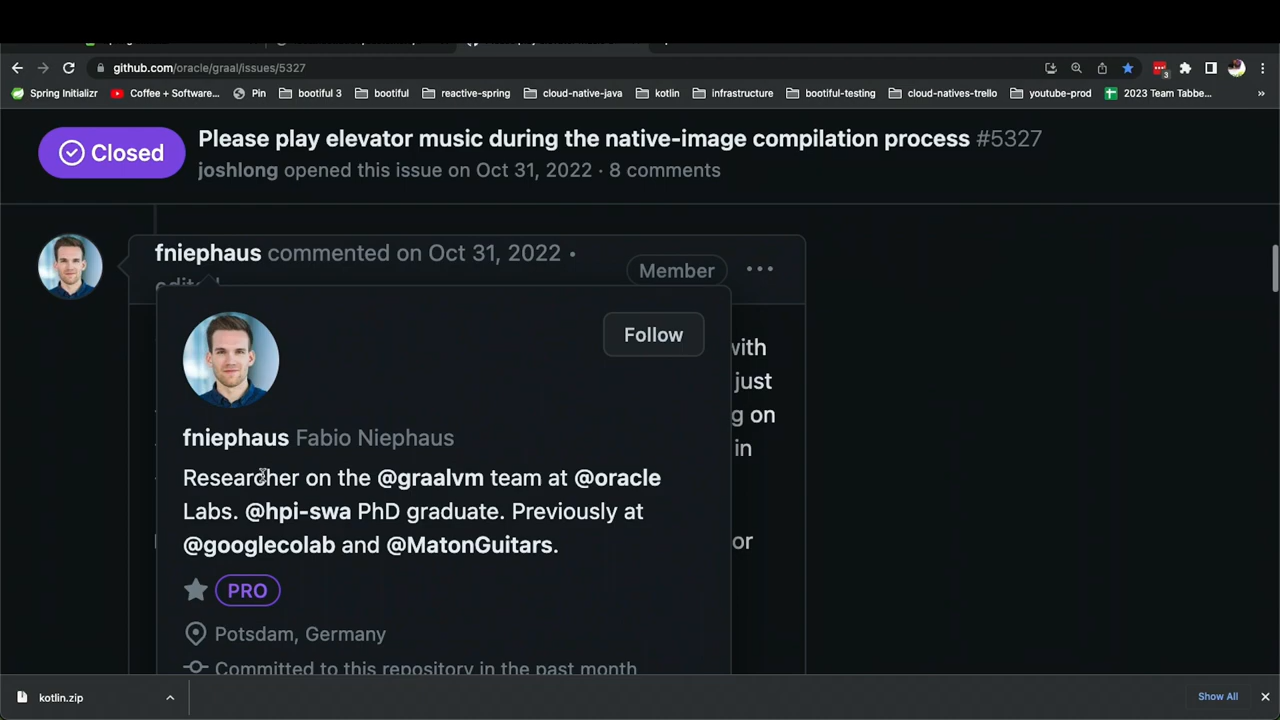 github.com/oracle/graal/issues/5327
Spring Initializr
Coffee + Software...
Pin
bootiful 3
bootiful
reactive-spring
cloud-native-java
kotlin
infrastructure
bootiful-testing
cloud-natives-trello
youtube-prod
2023 Team Tabbe...
»
3
Closed
Please play elevator music during the native-image compilation process #5327
joshlong opened this issue on Oct 31, 2022 · 8 comments
fniephaus commented on Oct 31, 2022 •
Member
Follow
with
just
g on
in
fniephaus Fabio Niephaus
Researcher on the @graalvm team at @oracle
Labs. @hpi-swa PhD graduate. Previously at
@googlecolab and @MatonGuitars.
or
PRO
Potsdam, Germany
Committed to this repository in the past month
kotlin.zip
Show All